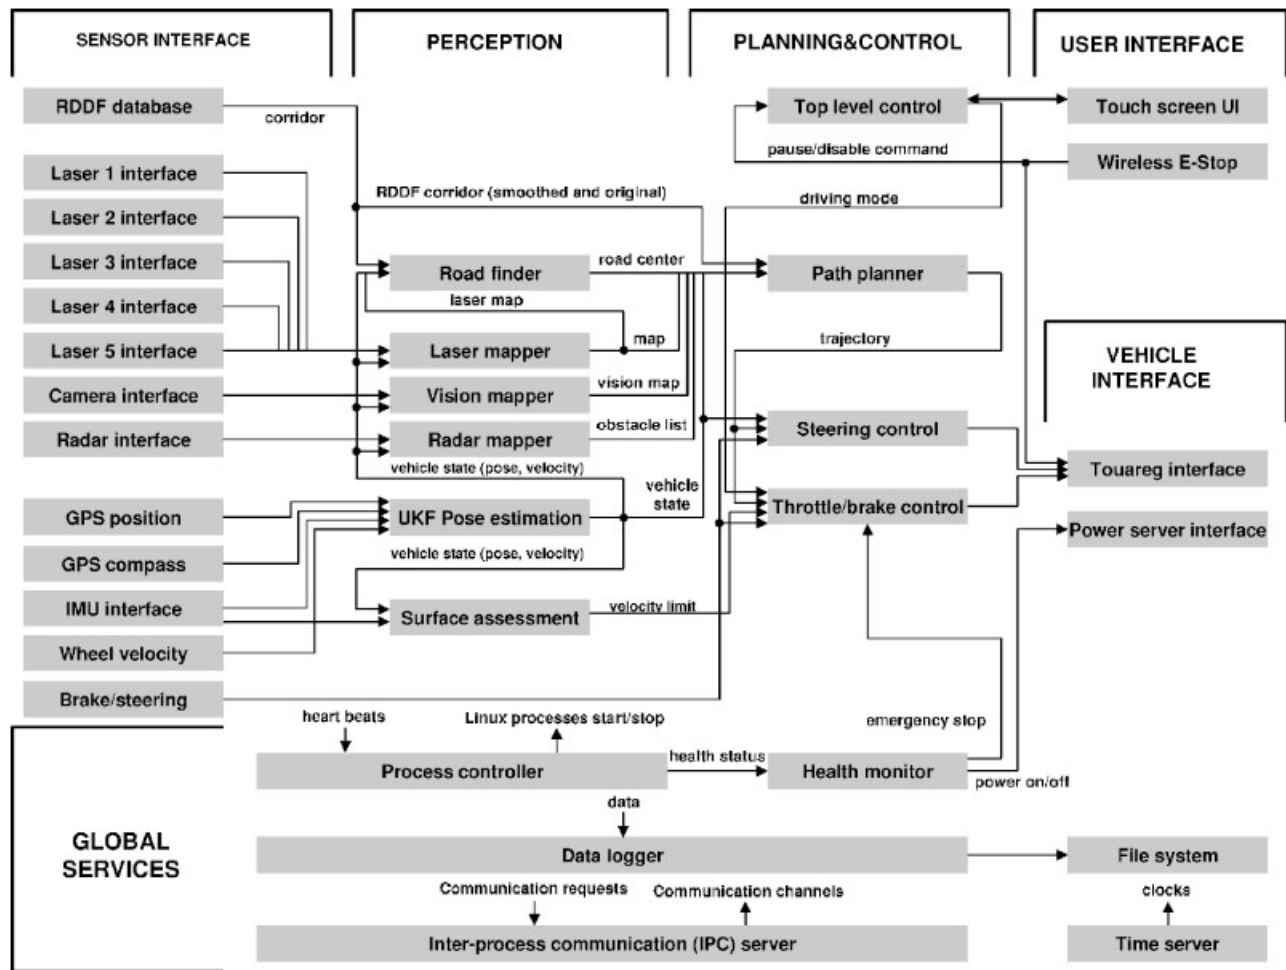 SENSOR INTERFACE
PERCEPTION
PLANNING&CONTROL
USER INTERFACE
RDDF database
corridor
Top level control
Touch screen UI
pause/disable command
Wireless E-Stop
Laser 1 interface
RDDF corridor (smoothed and original)
driving mode
Laser 2 interface
Laser 3 interface
Road finder
road center
Path planner
laser map
Laser 4 interface
Laser 5 interface
Laser mapper
map
trajectory
VEHICLE
INTERFACE
Camera interface
Vision mapper
vision map
Radar interface
Radar mapper
obstacle list
Steering control
vehicle state (pose, velocity)
vehicle
state
Touareg interface
GPS position
UKF Pose estimation
Throttle/brake control
Power server interface
GPS compass
vehicle state (pose, velocity)
IMU interface
Surface assessment
velocity limit
Wheel velocity
Brake/steering
heart beats
Linux processes start/stop
emergency stop
Process controller
health status
Health monitor
power on/off
GLOBAL
SERVICES
data
Data logger
File system
Communication requests
Communication channels
clocks
Inter-process communication (IPC) server
Time server